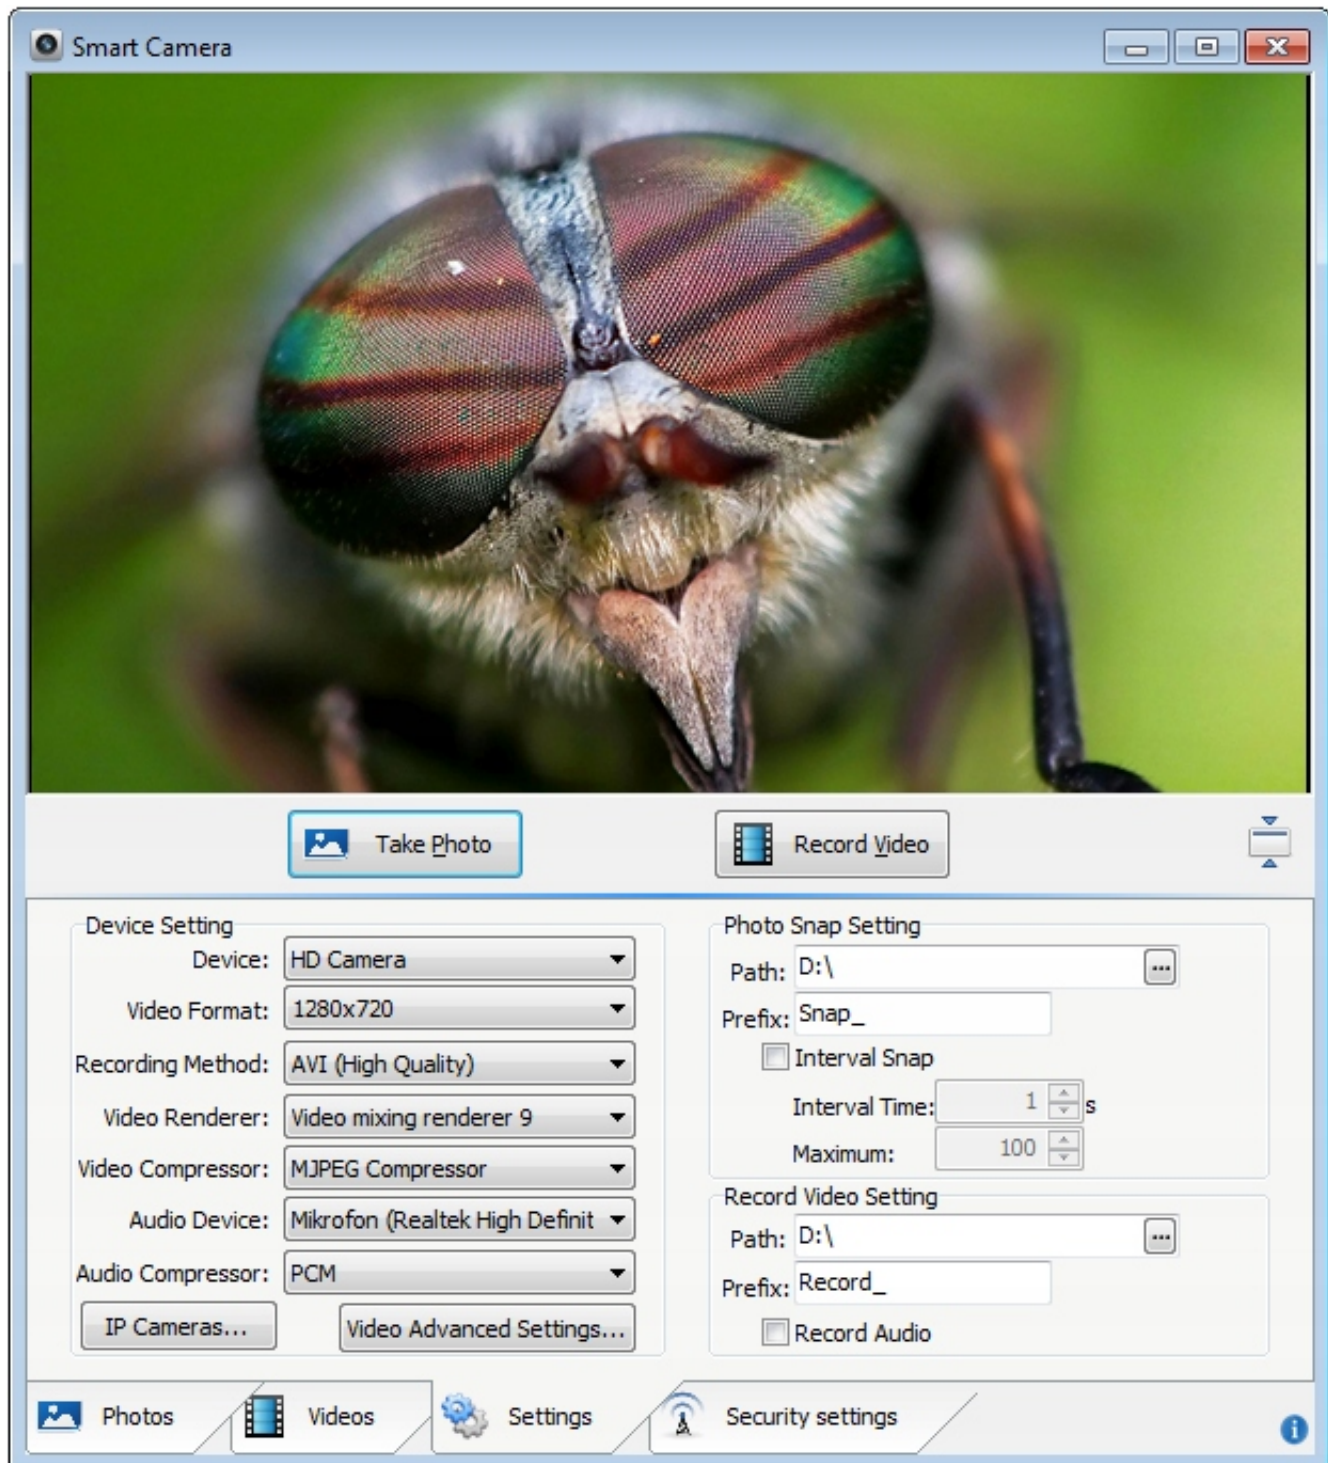 Smart Camera
Take Photo
Record Video
Device Setting
Device: HD Camera
Video Format: 1280x720
Recording Method: AVI (High Quality)
Video Renderer: Video mixing renderer 9
Video Compressor: MJPEG Compressor
Audio Device: Mikrofon (Realtek High Definit
Audio Compressor: PCM
IP Cameras...
Video Advanced Settings...
Photo Snap Setting
Path: D:\
...
Prefix: Snap_
Interval Snap
Interval Time: 1 s
Maximum: 100
Record Video Setting
Path: D:\
...
Prefix: Record_
Record Audio
Photos
Videos
Settings
Security settings